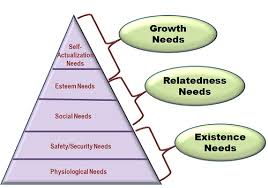 Self-
Actualization
Needs
Esteem Needs
Social Needs
Safety/Security Needs
Physiological Needs
Growth
Needs
Relatedness
Needs
Existence
Needs